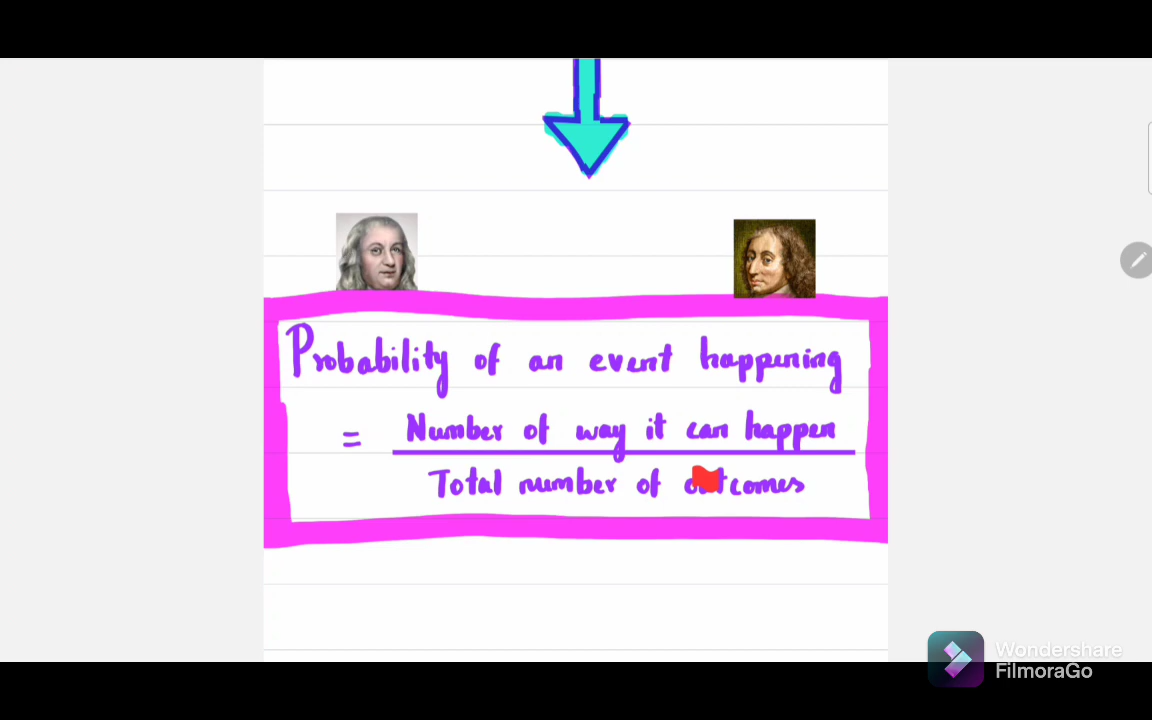 Probability of an event happening
= Number of way it can happen
Total number of outcomes
Wondershare
FilmoraGo